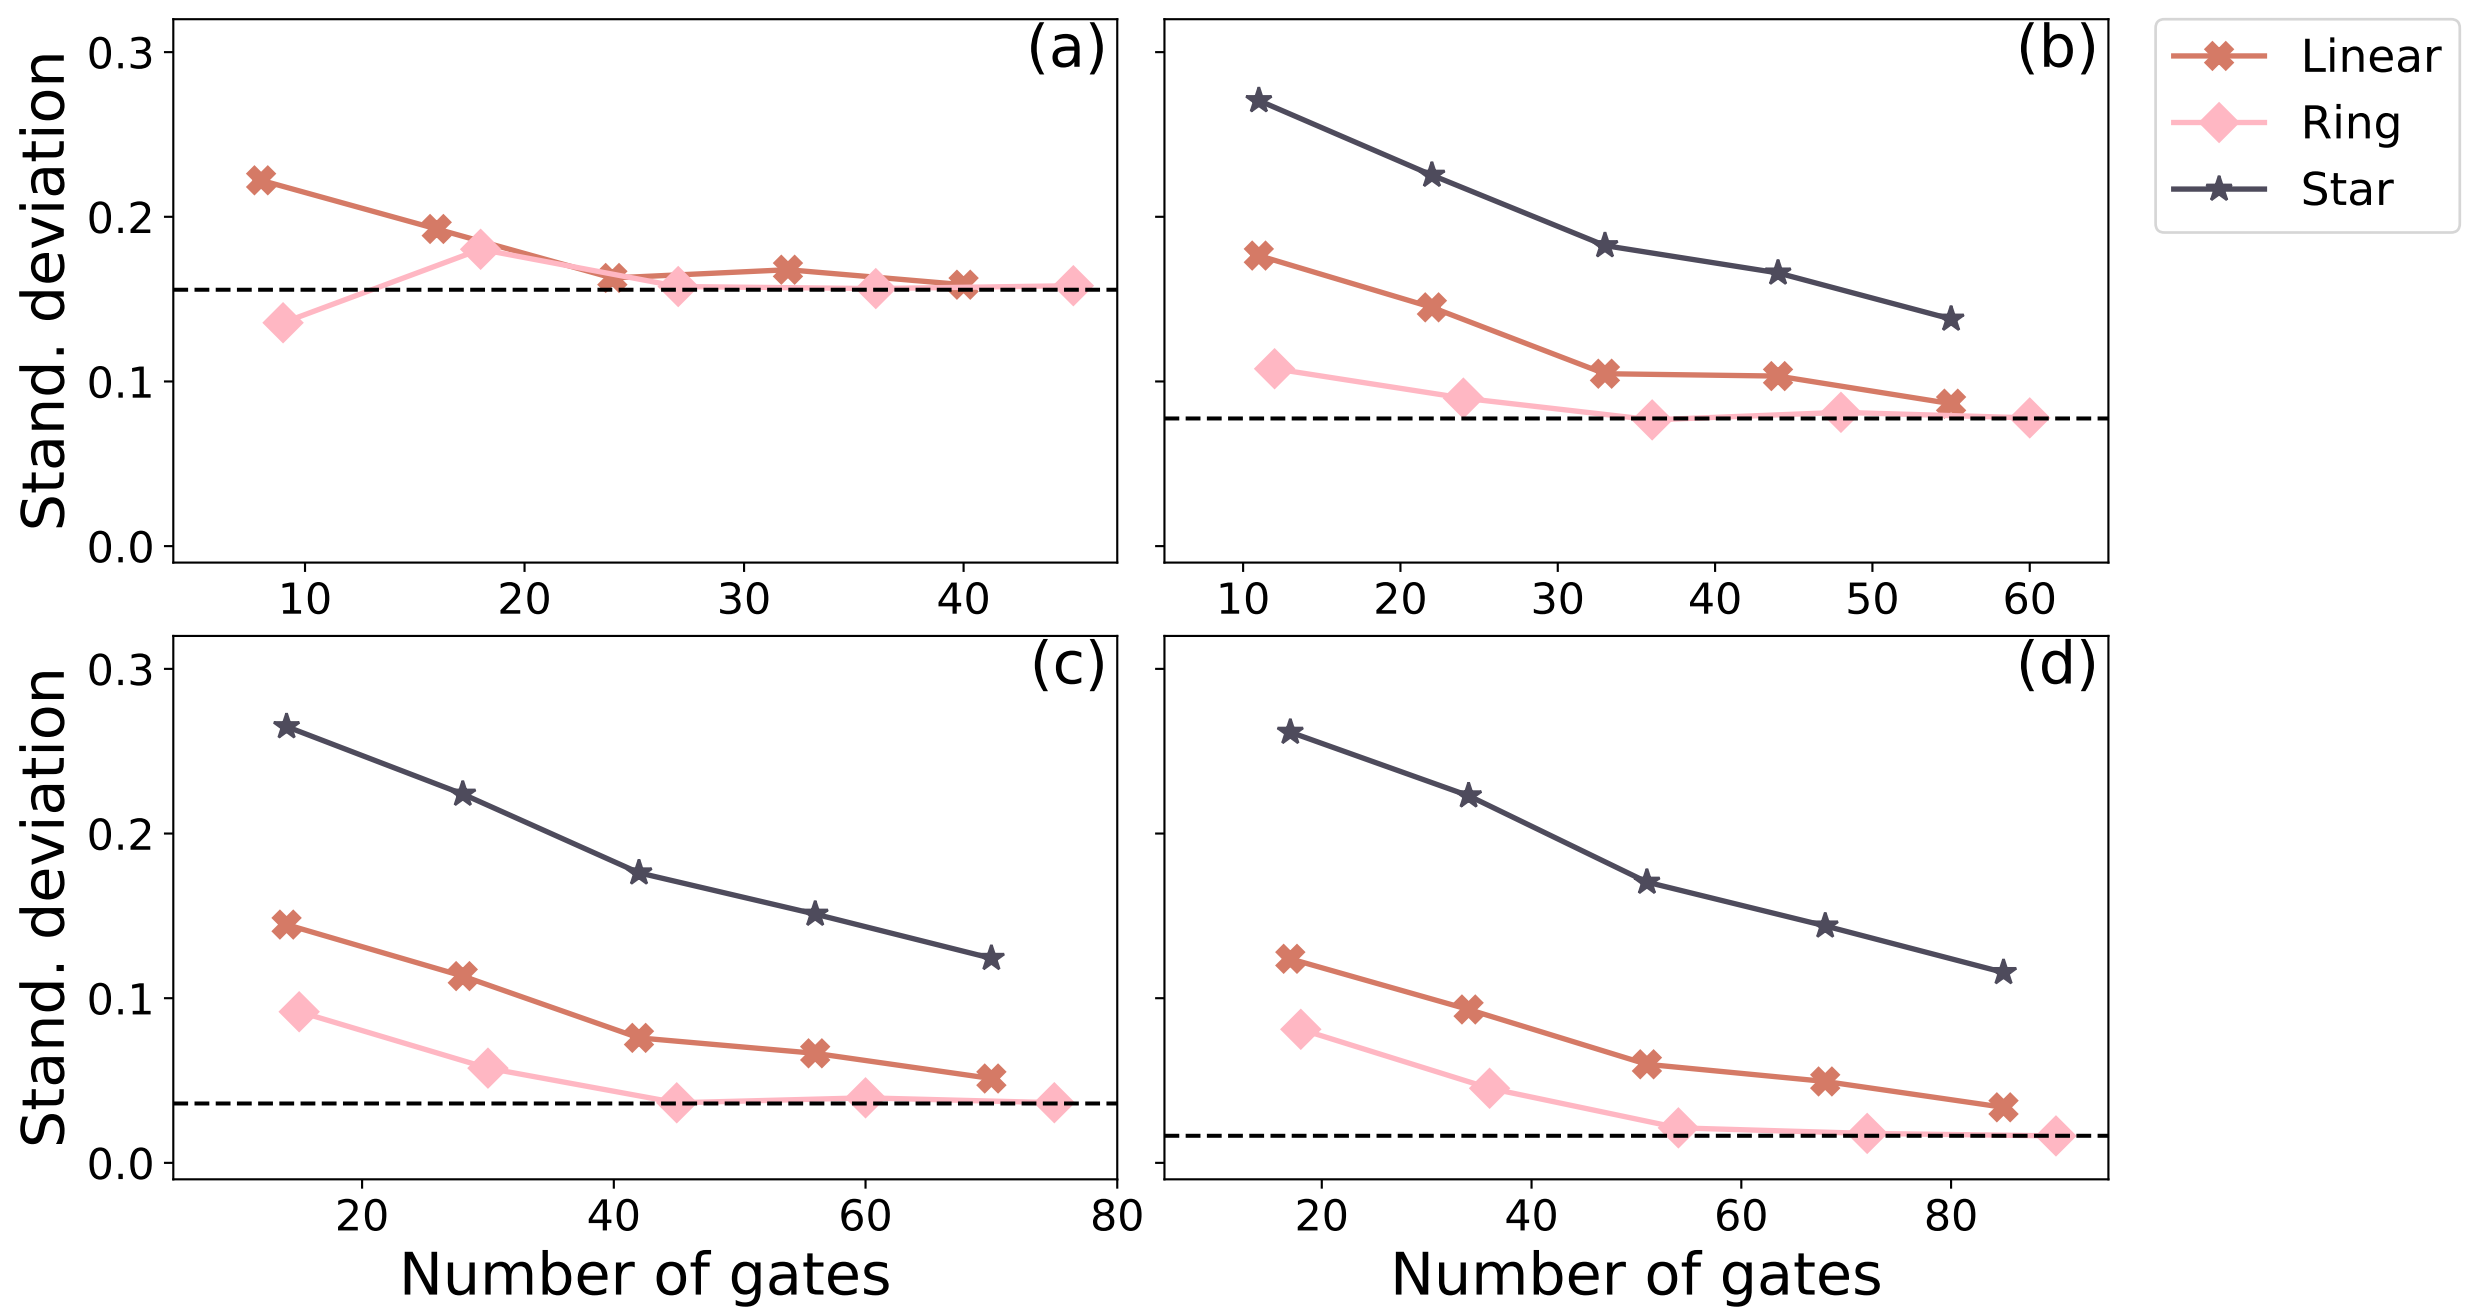 Stand. deviation
0.3
0.2
0.1
0.0
(a)
10 20 30 40
(b)
10 20 30 40 50 60
Linear
Ring
Star
Stand. deviation
0.3
0.2
0.1
0.0
(c)
20 40 60 80
Number of gates
(d)
20 40 60 80
Number of gates